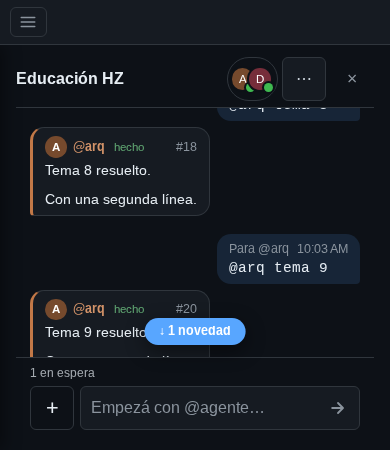 Educación HZ
A D
...
×
A @arq hecho #18
Tema 8 resuelto.
Con una segunda línea.
Para @arq 10:03 AM
@arq tema 9
A @arq hecho #20
Tema 9 resuelto
↓ 1 novedad
1 en espera
+
Empezá con @agente…
→